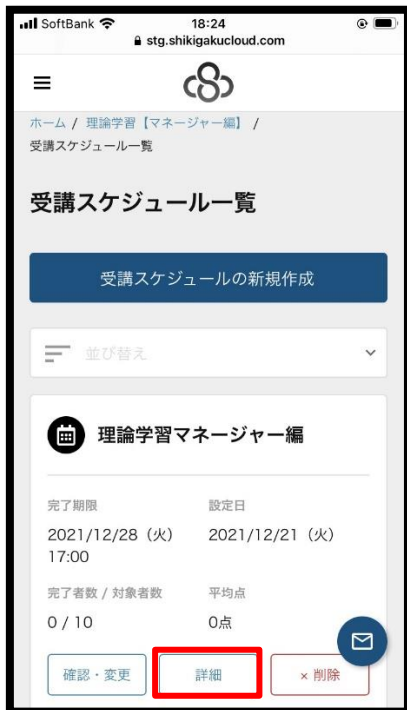 SoftBank 18:24
stg.shikigakucloud.com
ホーム / 理論学習【マネージャー編】 /
受講スケジュール一覧
受講スケジュール一覧
受講スケジュールの新規作成
並び替え
理論学習マネージャー編
完了期限 設定日
2021/12/28（火） 2021/12/21（火）
17:00
完了者数 / 対象者数 平均点
0 / 10 0点
確認・変更 詳細 × 削除